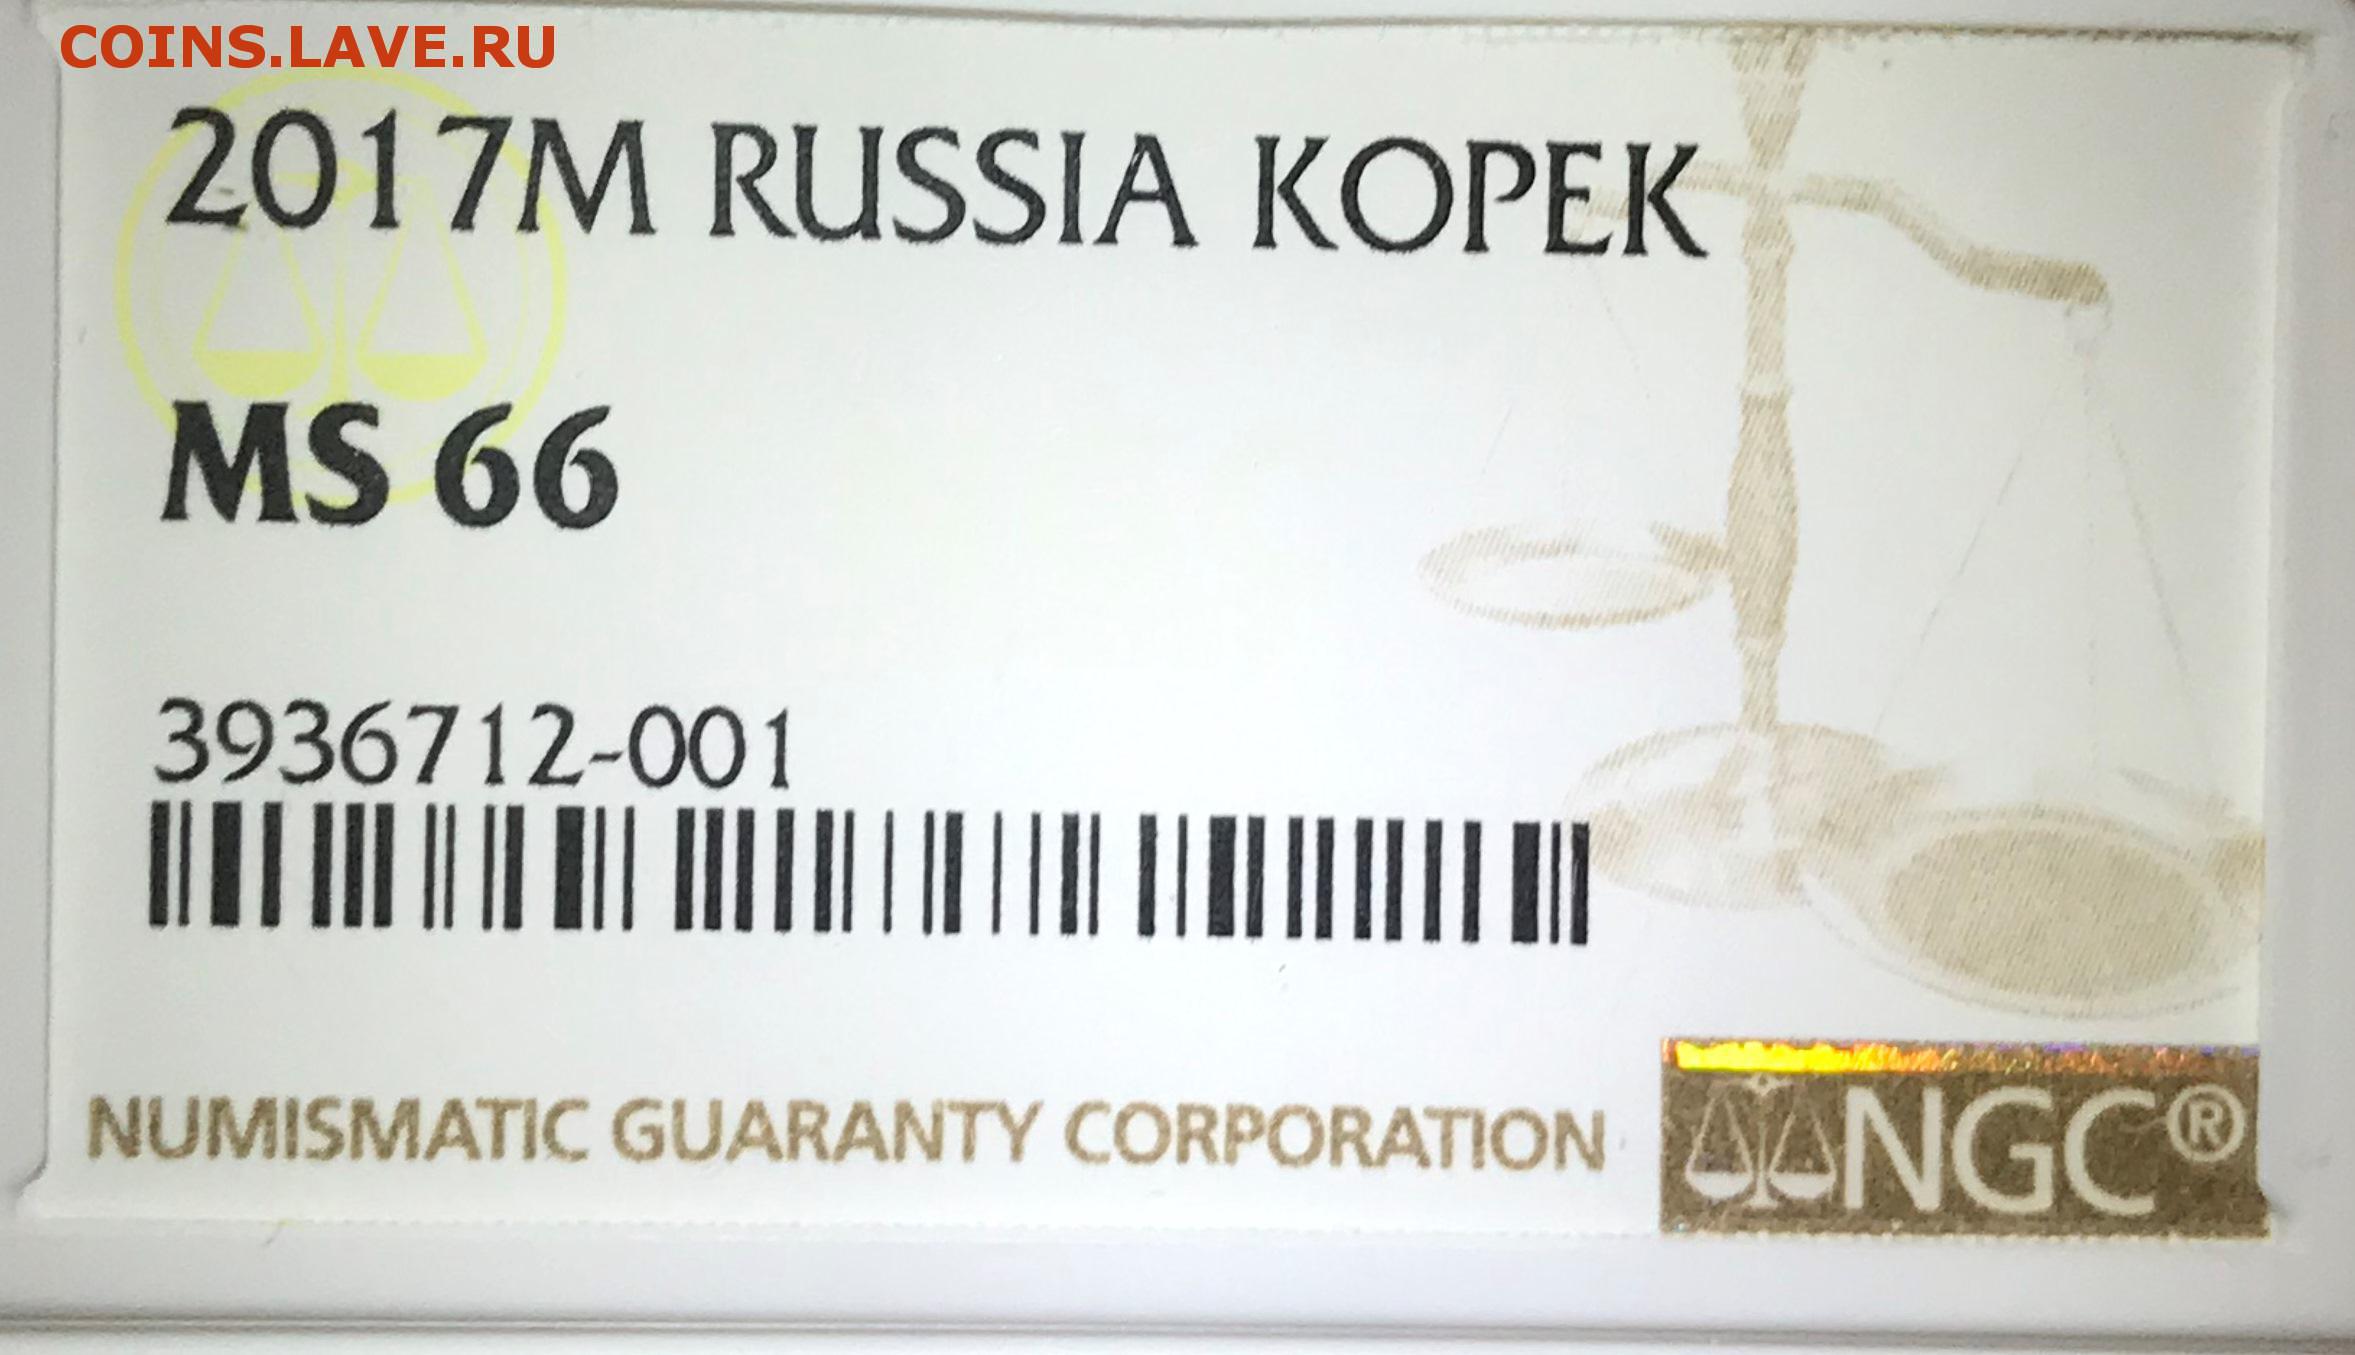 COINS.LAVE.RU
2017M RUSSIA KOPEK
MS 66
3936712-001
NUMISMATIC GUARANTY CORPORATION
NGC®